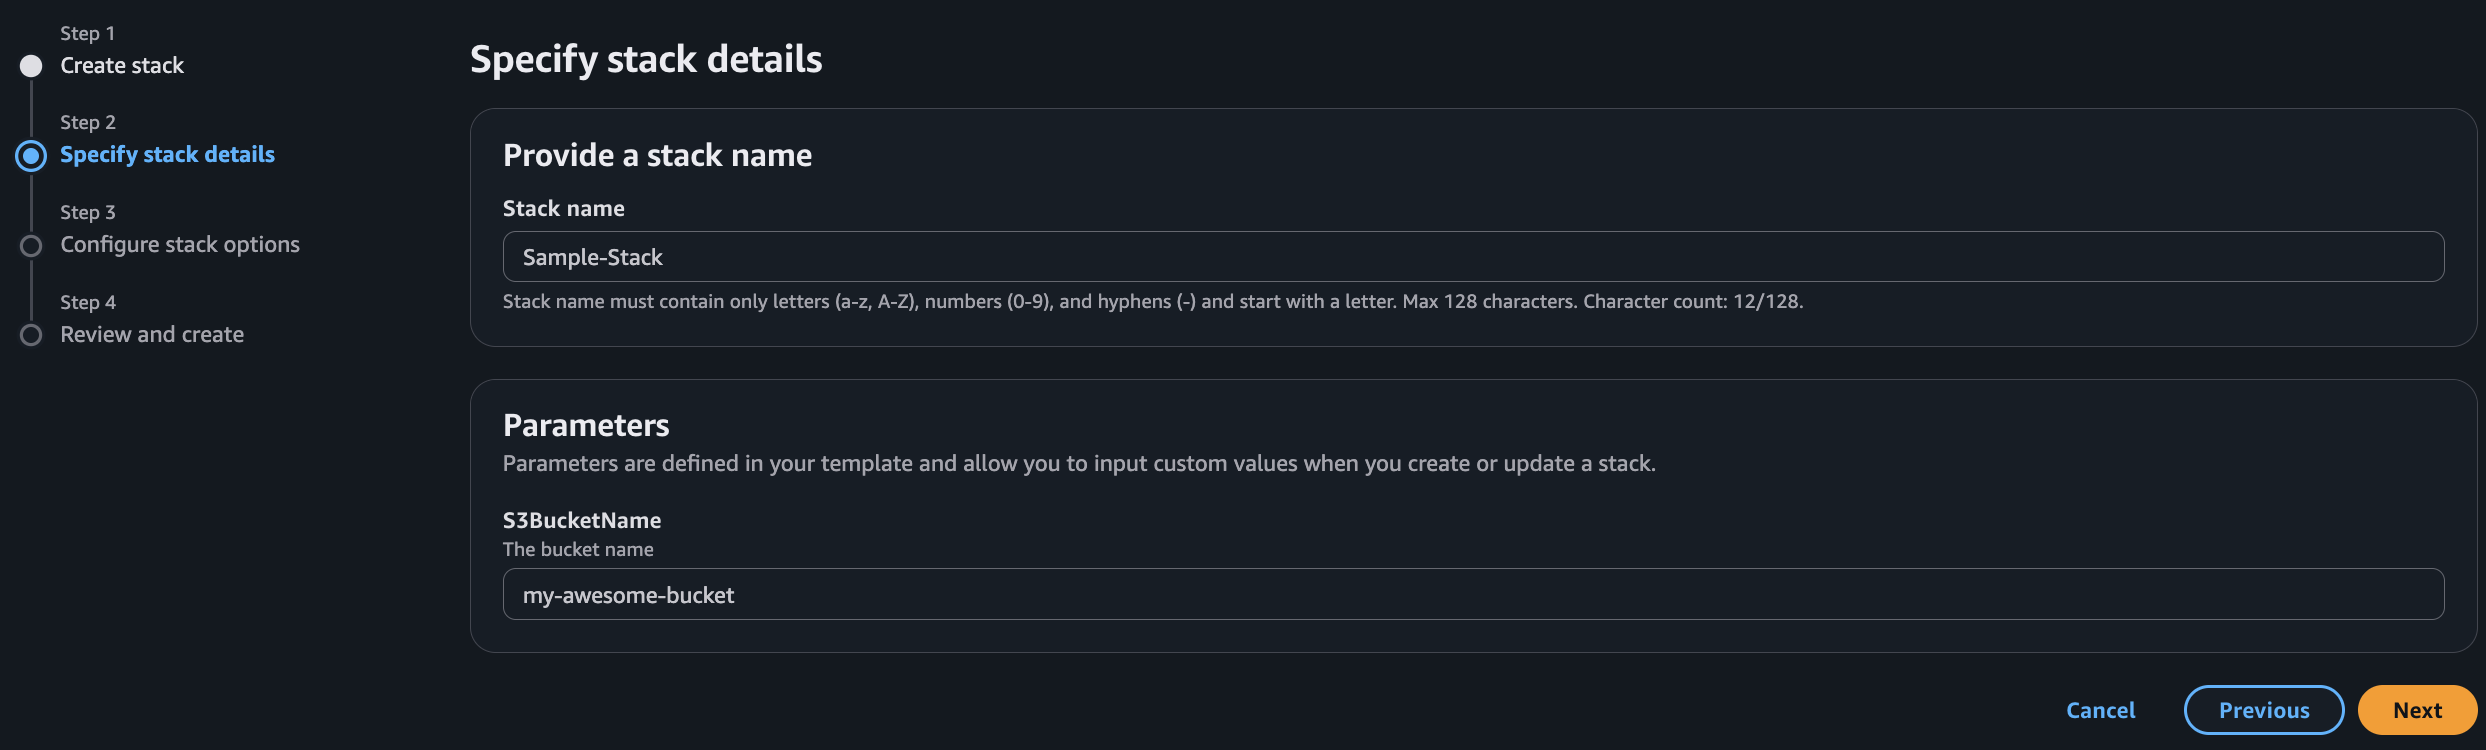 Step 1
Create stack
Step 2
Specify stack details
Step 3
Configure stack options
Step 4
Review and create
Specify stack details
Provide a stack name
Stack name
Sample-Stack
Stack name must contain only letters (a-z, A-Z), numbers (0-9), and hyphens (-) and start with a letter. Max 128 characters. Character count: 12/128.
Parameters
Parameters are defined in your template and allow you to input custom values when you create or update a stack.
S3BucketName
The bucket name
my-awesome-bucket
Cancel
Previous
Next